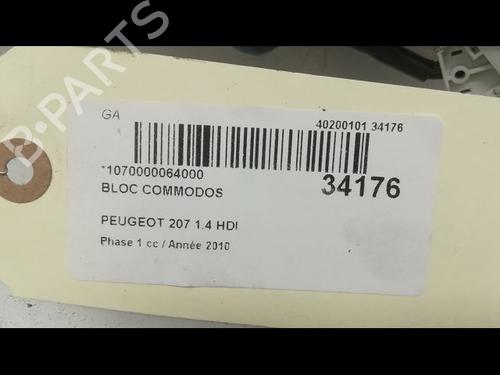 GA
40200101 34176
*1070000064000
34176
BLOC COMMODOS
PEUGEOT 207 1.4 HDI
Phase 1 cc / Année 2010
B-PARTS